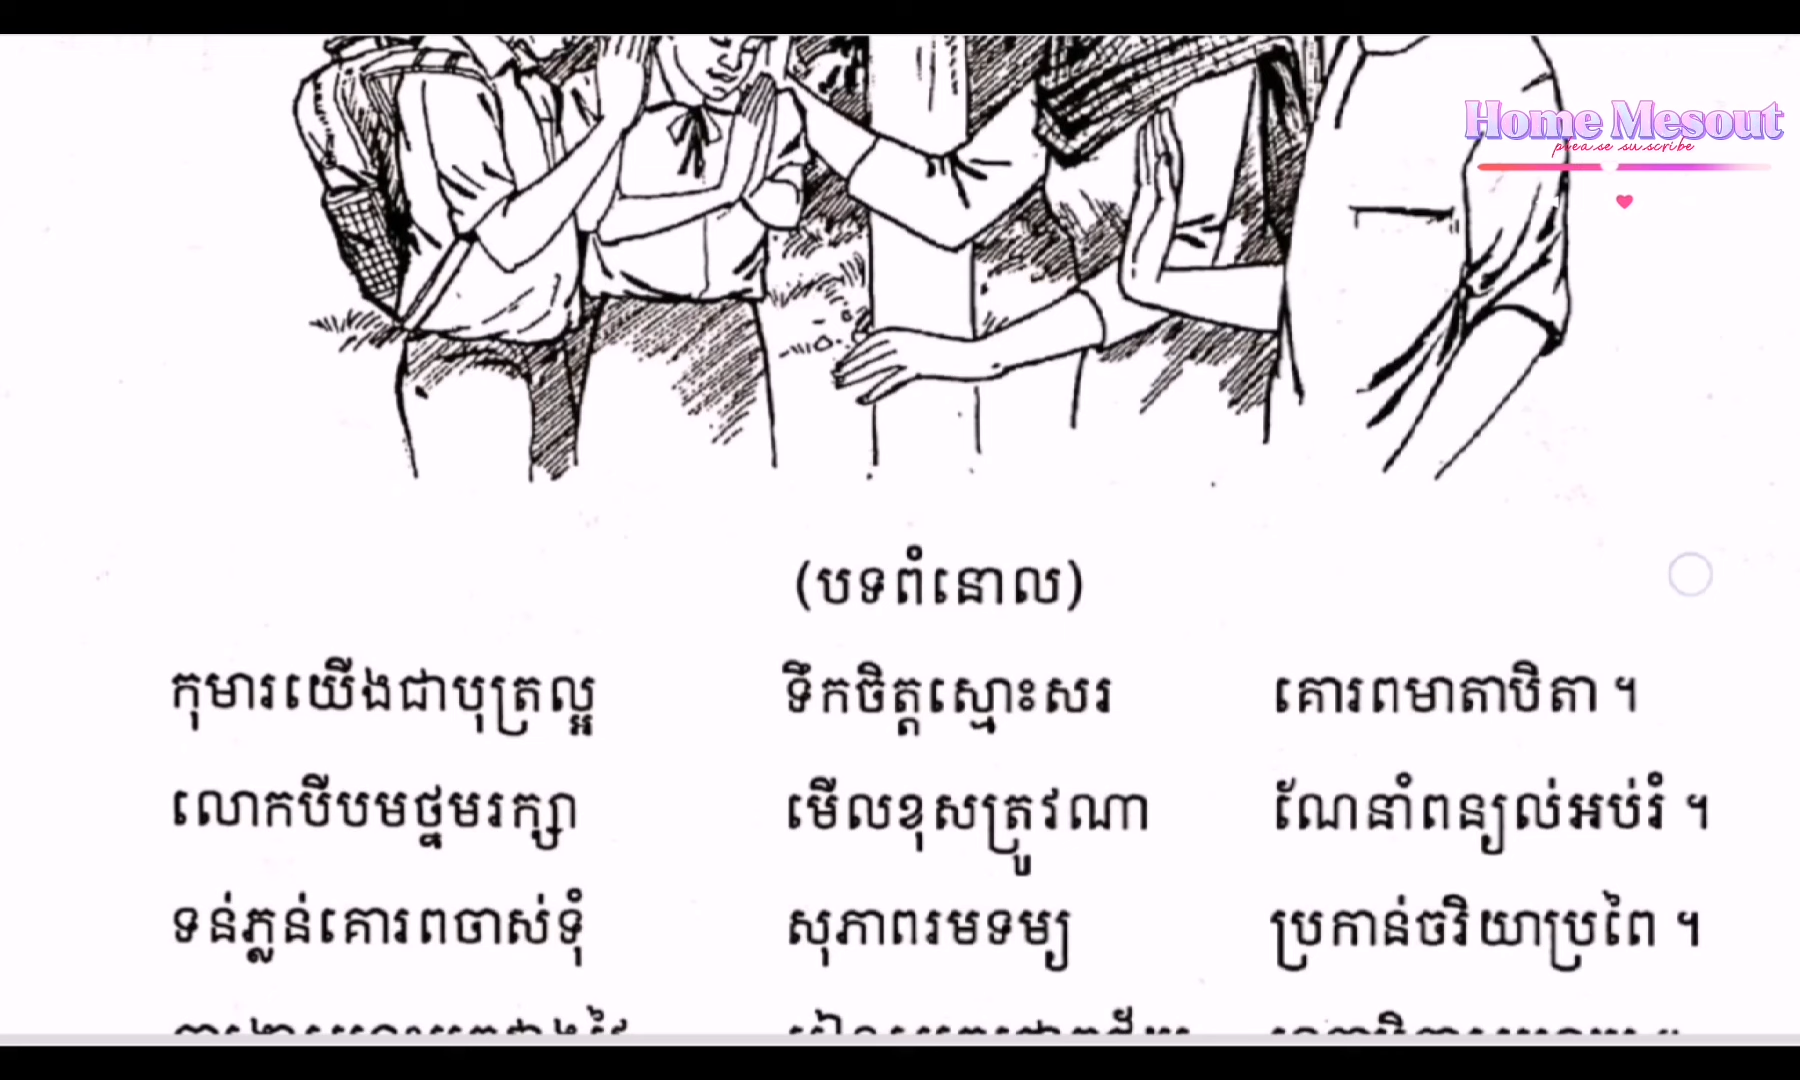 Home Mesout
prea.se su.scribe
(បទពំនោល)
កុមារយើងជាបុត្រល្អ ទឹកចិត្តស្មោះសរ គោរពមាតាបិតា ។
លោកបីបមថ្នមរក្សា មើលខុសត្រូវណា ណែនាំពន្យល់អប់រំ ។
ទន់ភ្លន់គោរពចាស់ទុំ សុភាពរមទម្យ ប្រកាន់ចរិយាប្រពៃ ។